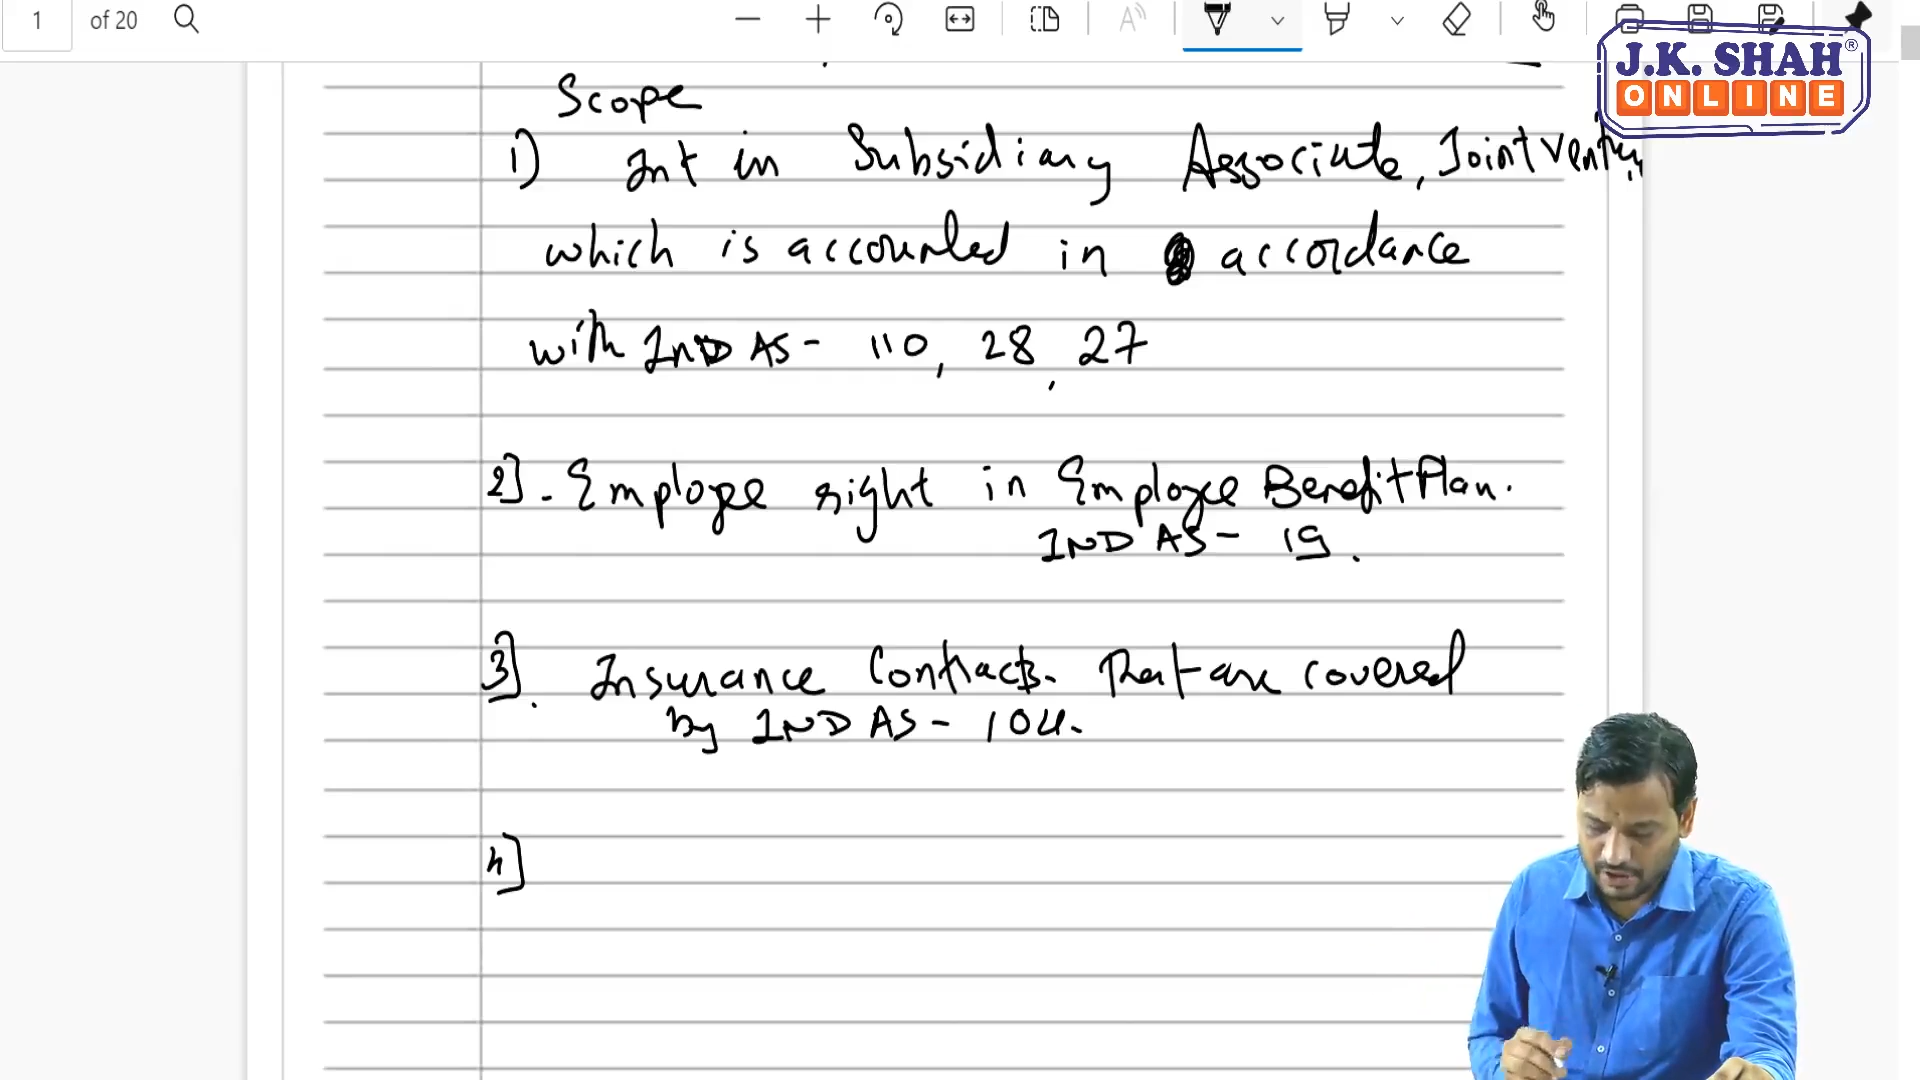 1 of 20
J.K. SHAH®
ONLINE
Scope
1) Int in Subsidiary Associate, Joint Venture,
which is accounted in accordance
with IND AS - 110, 28, 27
2]. Employee right in Employee Benefit Plan.
IND AS - 19.
3]. Insurance Contracts. That are covered
by IND AS - 104.
4]